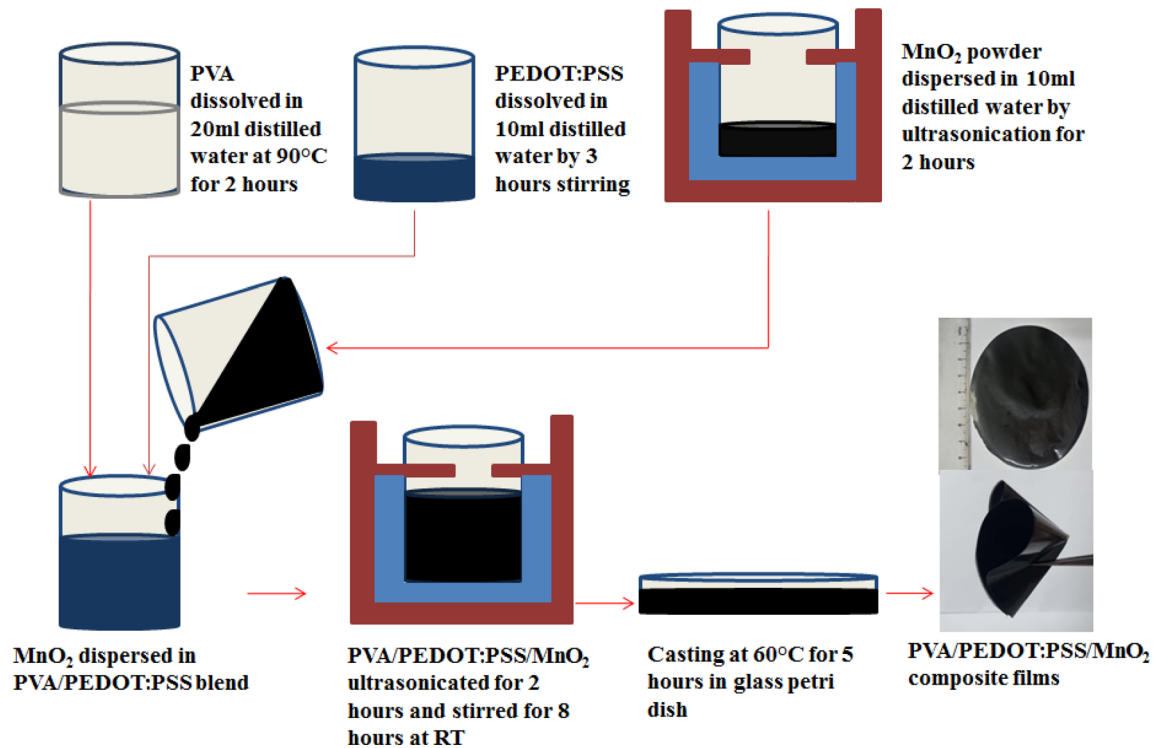 PVA
dissolved in
20ml distilled
water at 90°C
for 2 hours
PEDOT:PSS
dissolved in
10ml distilled
water by 3
hours stirring
MnO₂ powder
dispersed in 10ml
distilled water by
ultrasonication for
2 hours
MnO₂ dispersed in
PVA/PEDOT:PSS blend
PVA/PEDOT:PSS/MnO₂
ultrasonicated for 2
hours and stirred for 8
hours at RT
Casting at 60°C for 5
hours in glass petri
dish
PVA/PEDOT:PSS/MnO₂
composite films